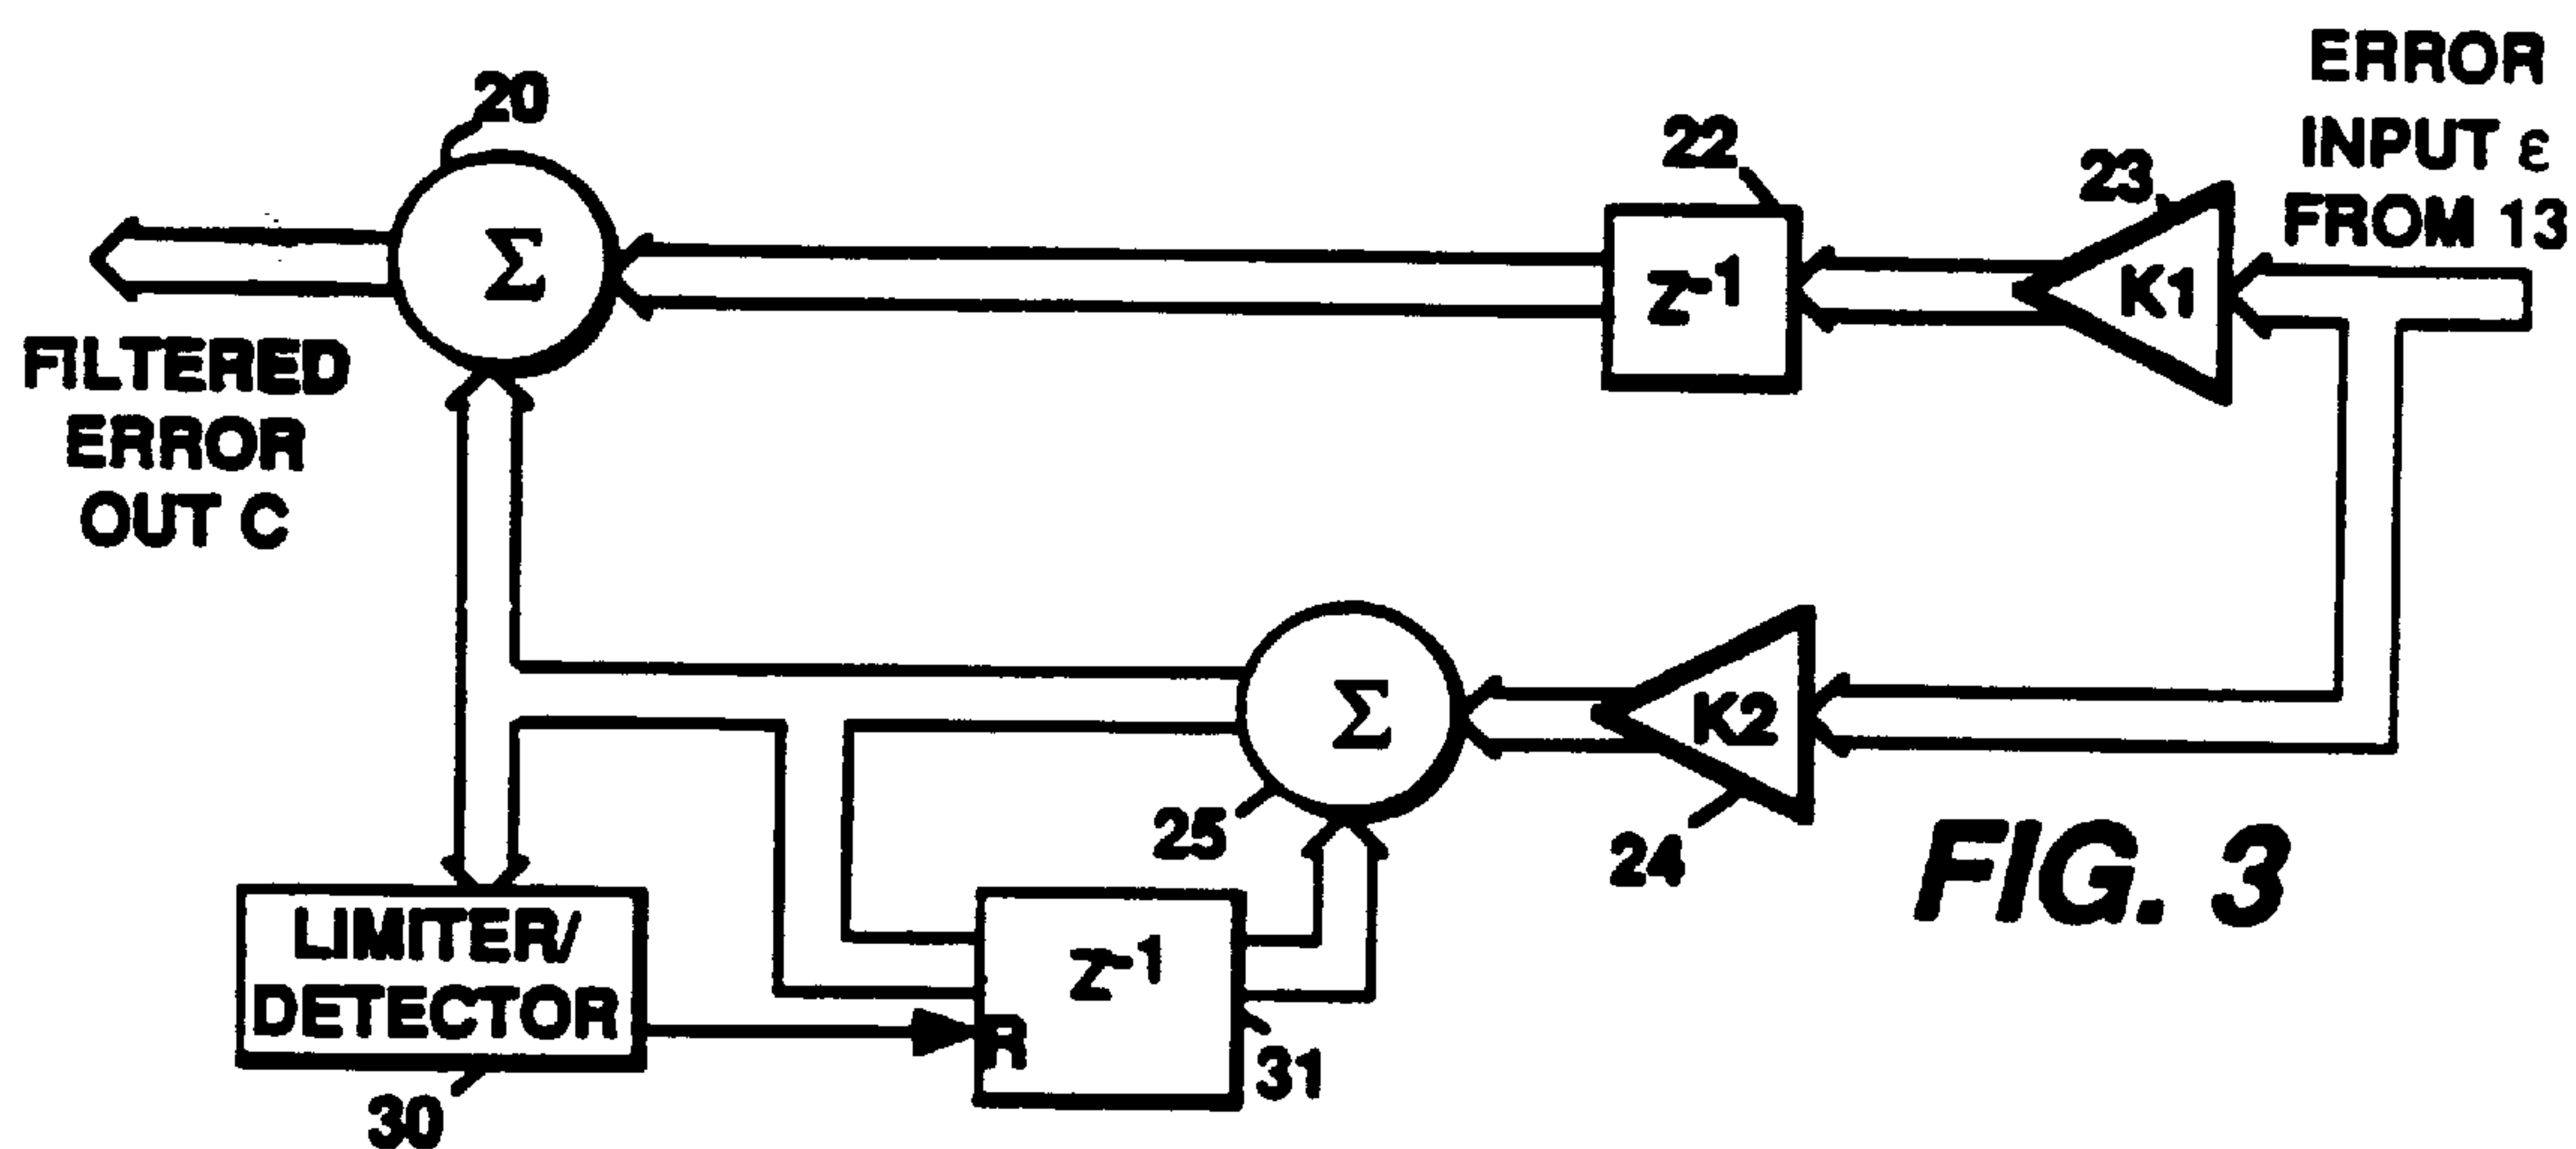 ERROR
INPUT ε
FROM 13
20
Σ
22
Z-1
23
K1
FILTERED
ERROR
OUT C
Σ
25
K2
24
FIG. 3
LIMITER/
DETECTOR
30
Z-1
R
31